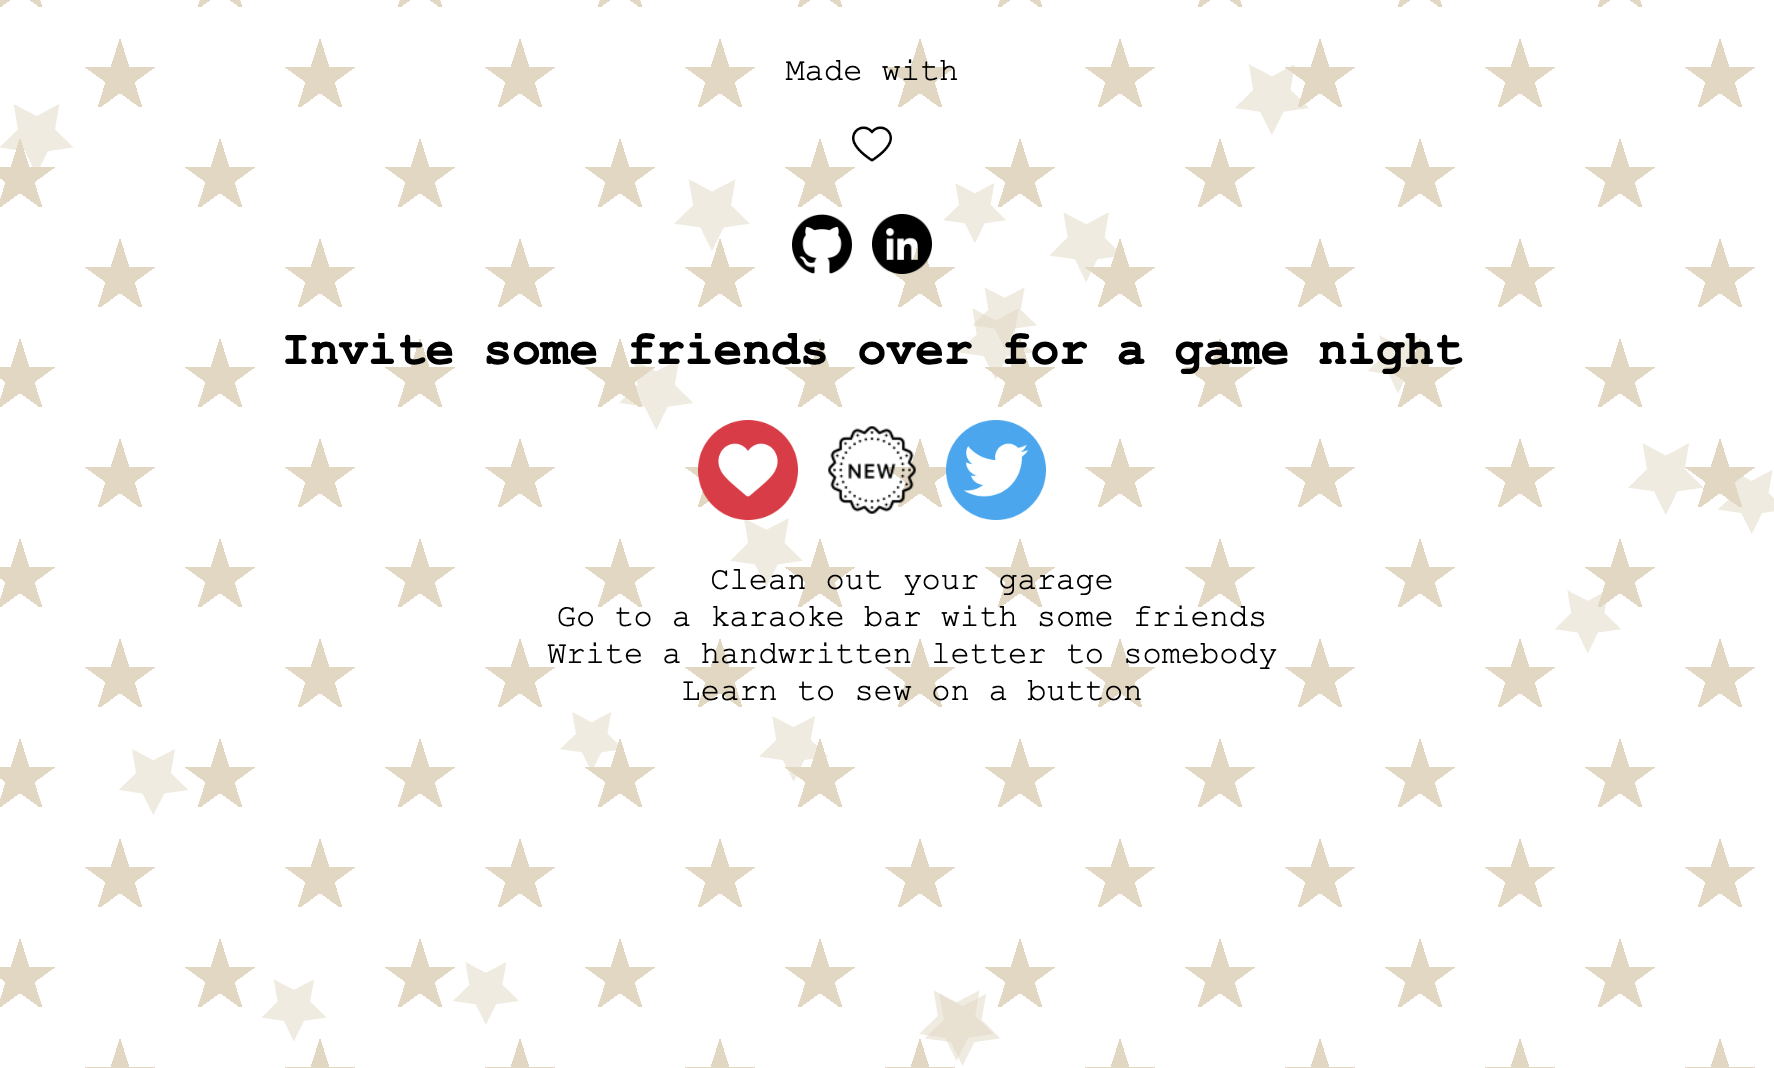 Made with
in
Invite some friends over for a game night
NEW
Clean out your garage
Go to a karaoke bar with some friends
Write a handwritten letter to somebody
Learn to sew on a button